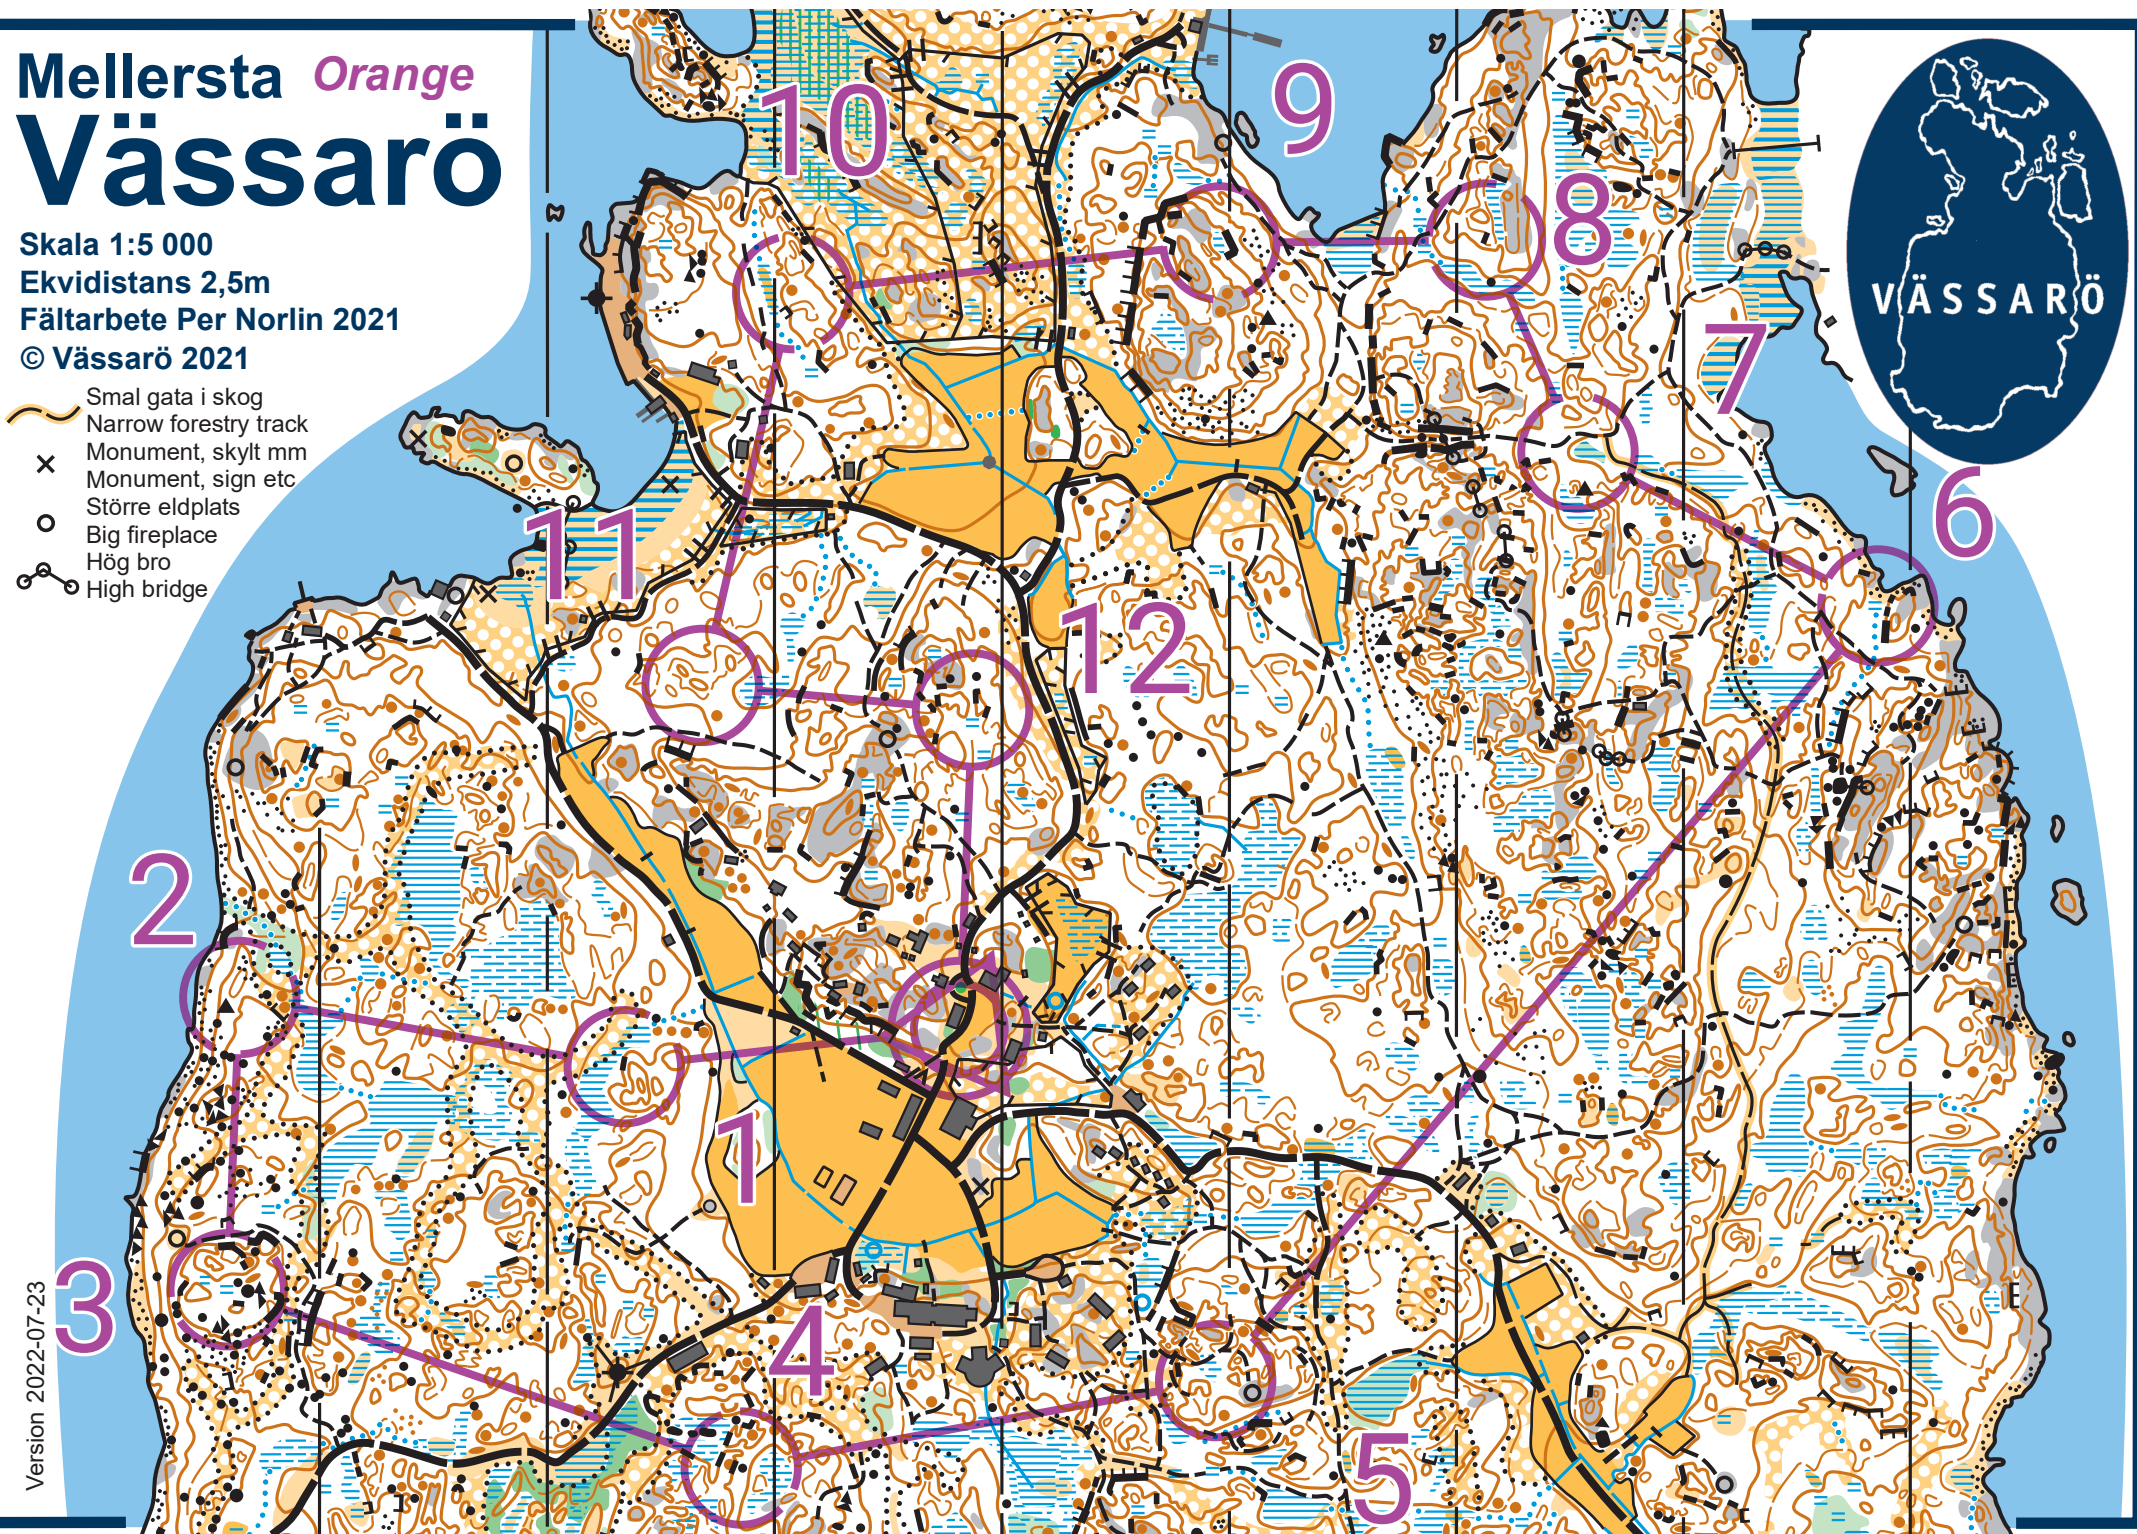 Mellersta Orange
Vässarö
Skala 1:5 000
Ekvidistans 2,5m
Fältarbete Per Norlin 2021
© Vässarö 2021
Smal gata i skog
Narrow forestry track
Monument, skylt mm
Monument, sign etc
Större eldplats
Big fireplace
Hög bro
High bridge
VÄSSARÖ
10
9
8
7
6
11
12
2
1
3
4
5
Version 2022-07-23